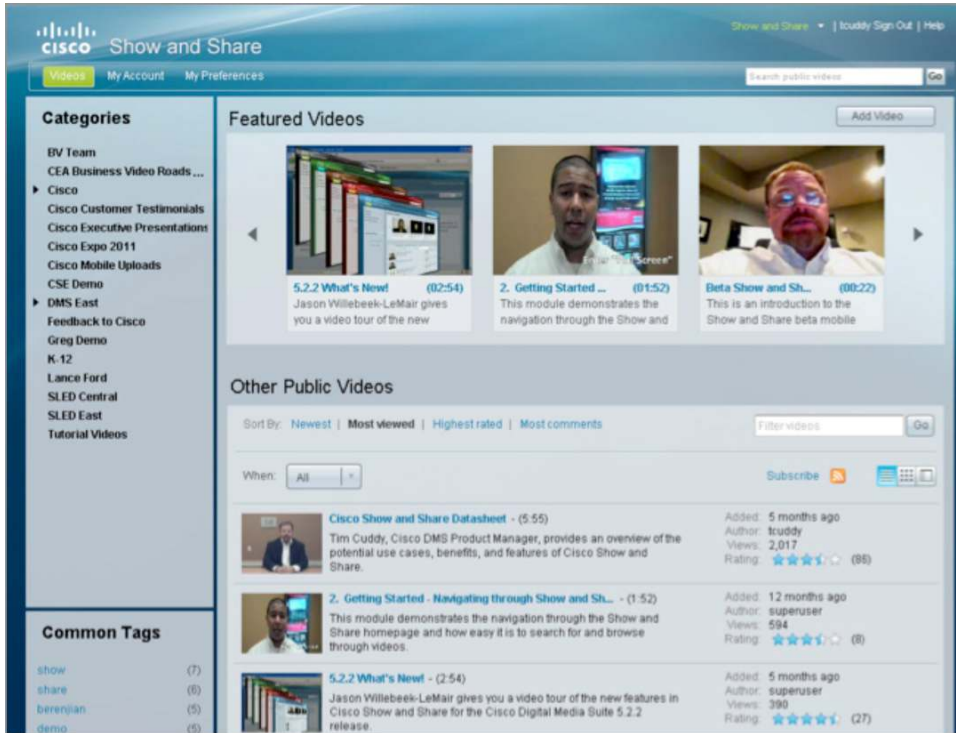 CISCO Show and Share
Show and Share | tcuddy Sign Out | Help
Videos My Account My Preferences
Search public videos Go
Categories
BV Team
CEA Business Video Roads ...
Cisco
Cisco Customer Testimonials
Cisco Executive Presentations
Cisco Expo 2011
Cisco Mobile Uploads
CSE Demo
DMS East
Feedback to Cisco
Greg Demo
K-12
Lance Ford
SLED Central
SLED East
Tutorial Videos
Common Tags
show (7)
share (6)
berenjian (5)
demo (5)
Featured Videos
Add Video
5.2.2 What's New! (02:54)
Jason Willebeek-LeMair gives
you a video tour of the new
2. Getting Started ... (01:52)
This module demonstrates the
navigation through the Show and
Beta Show and Sh... (00:22)
This is an introduction to the
Show and Share beta mobile
Other Public Videos
Sort By: Newest | Most viewed | Highest rated | Most comments
Filter videos Go
When: All
Subscribe
Cisco Show and Share Datasheet - (5:55)
Tim Cuddy, Cisco DMS Product Manager, provides an overview of the
potential use cases, benefits, and features of Cisco Show and
Share.
Added: 5 months ago
Author: tcuddy
Views: 2,017
Rating: (86)
2. Getting Started - Navigating through Show and Sh... - (1:52)
This module demonstrates the navigation through the Show and
Share homepage and how easy it is to search for and browse
through videos.
Added: 12 months ago
Author: superuser
Views: 594
Rating: (8)
5.2.2 What's New! - (2:54)
Jason Willebeek-LeMair gives you a video tour of the new features in
Cisco Show and Share for the Cisco Digital Media Suite 5.2.2
release.
Added: 5 months ago
Author: superuser
Views: 390
Rating: (27)